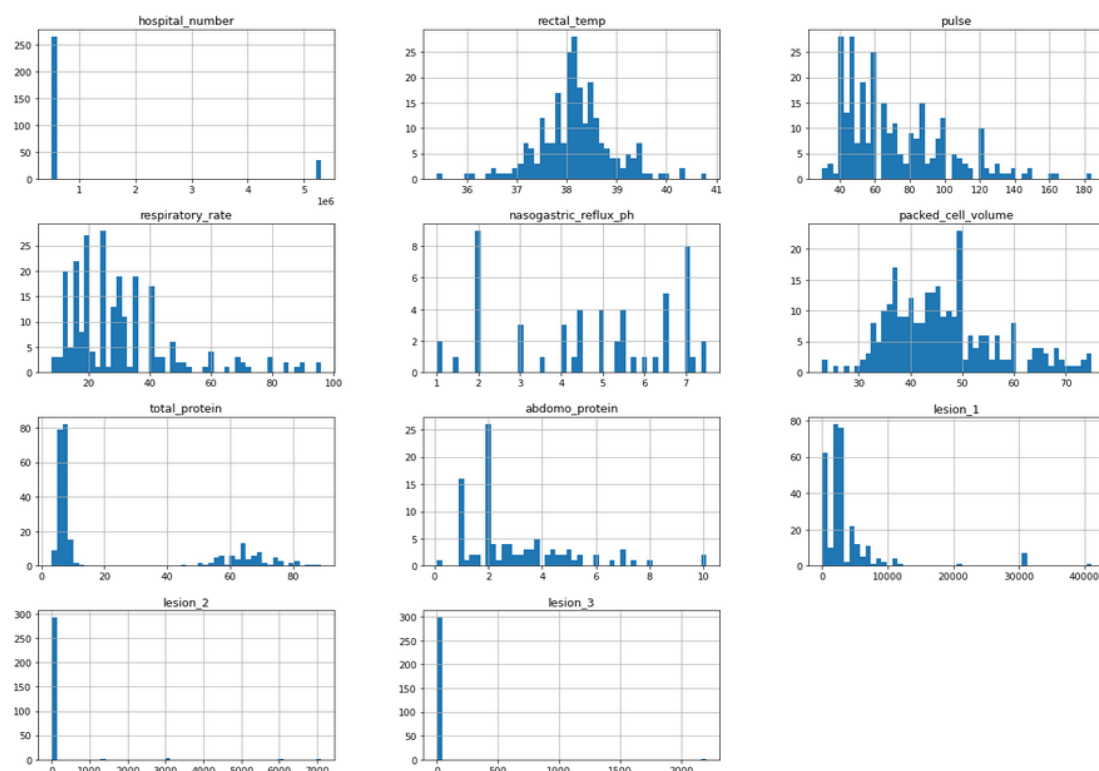 hospital_number
250
200
150
100
50
0
1 2 3 4 5
1e6
rectal_temp
25
20
15
10
5
0
36 37 38 39 40 41
pulse
25
20
15
10
5
0
40 60 80 100 120 140 160 180
respiratory_rate
25
20
15
10
5
0
20 40 60 80 100
nasogastric_reflux_ph
8
6
4
2
0
1 2 3 4 5 6 7
packed_cell_volume
20
15
10
5
0
30 40 50 60 70
total_protein
80
60
40
20
0
0 20 40 60 80
abdomo_protein
25
20
15
10
5
0
0 2 4 6 8 10
lesion_1
80
60
40
20
0
0 10000 20000 30000 40000
lesion_2
300
250
200
150
100
50
0
0 1000 2000 3000 4000 5000 6000 7000
lesion_3
300
250
200
150
100
50
0
0 500 1000 1500 2000